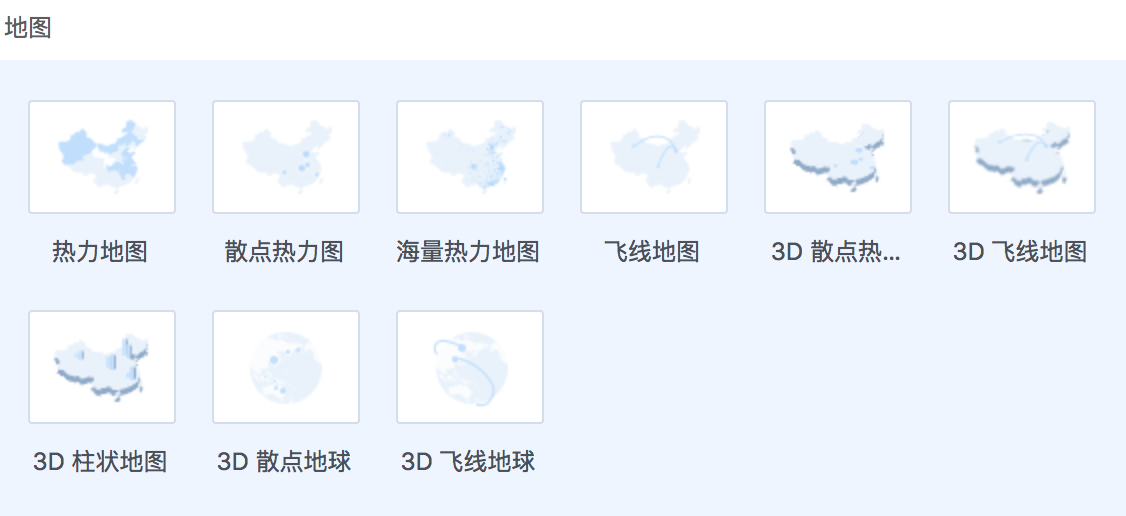 地图
热力地图
散点热力图
海量热力地图
飞线地图
3D 散点热...
3D 飞线地图
3D 柱状地图
3D 散点地球
3D 飞线地球